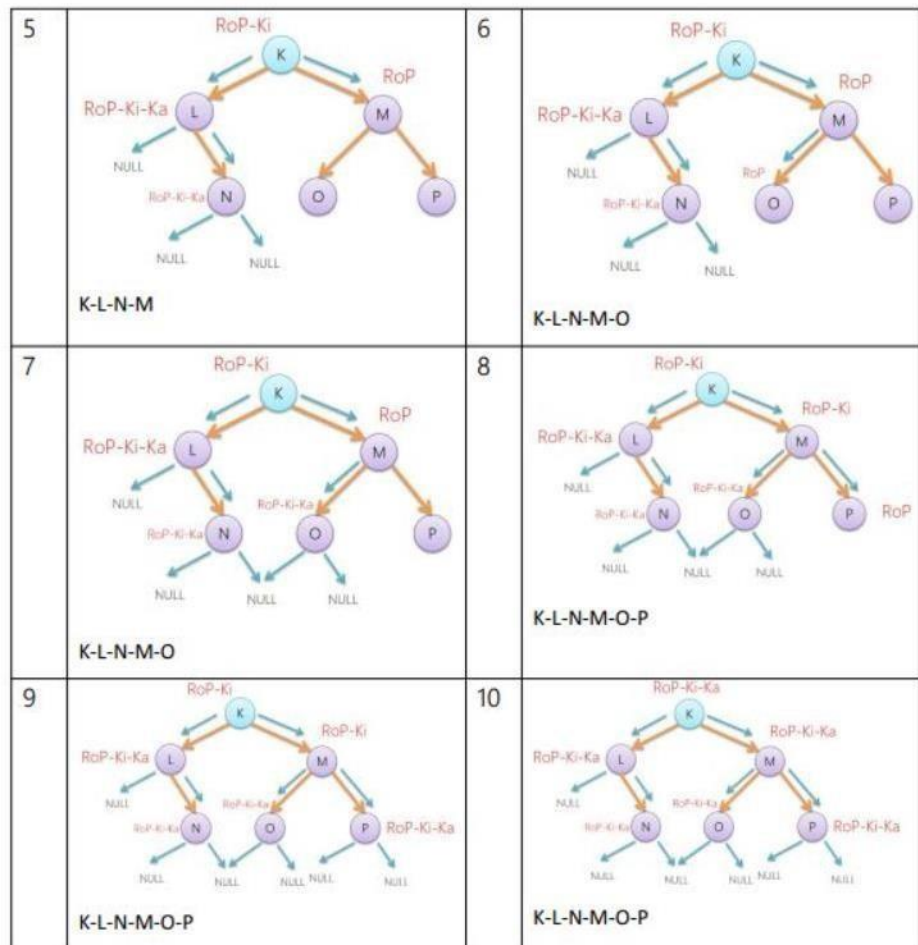 5
RoP-Ki
K
RoP
RoP-Ki-Ka
L
M
NULL
RoP-Ki-Ka
N
O
P
NULL
NULL
K-L-N-M
6
RoP-Ki
K
RoP
RoP-Ki-Ka
L
M
NULL
RoP
RoP-Ki-Ka
N
O
P
NULL
NULL
K-L-N-M-O
7
RoP-Ki
K
RoP
RoP-Ki-Ka
L
M
NULL
RoP-Ki-Ka
RoP-Ki-Ka
N
O
P
NULL
NULL
NULL
K-L-N-M-O
8
RoP-Ki
K
RoP-Ki
RoP-Ki-Ka
L
M
NULL
RoP-Ki-Ka
RoP-Ki-Ka
N
O
P
RoP
NULL
NULL
NULL
K-L-N-M-O-P
9
RoP-Ki
K
RoP-Ki
RoP-Ki-Ka
L
M
NULL
RoP-Ki-Ka
RoP-Ki-Ka
N
O
P
RoP-Ki-Ka
NULL
NULL
NULL
NULL
NULL
K-L-N-M-O-P
10
RoP-Ki-Ka
K
RoP-Ki-Ka
RoP-Ki-Ka
L
M
NULL
RoP-Ki-Ka
RoP-Ki-Ka
N
O
P
RoP-Ki-Ka
NULL
NULL
NULL
NULL
NULL
K-L-N-M-O-P